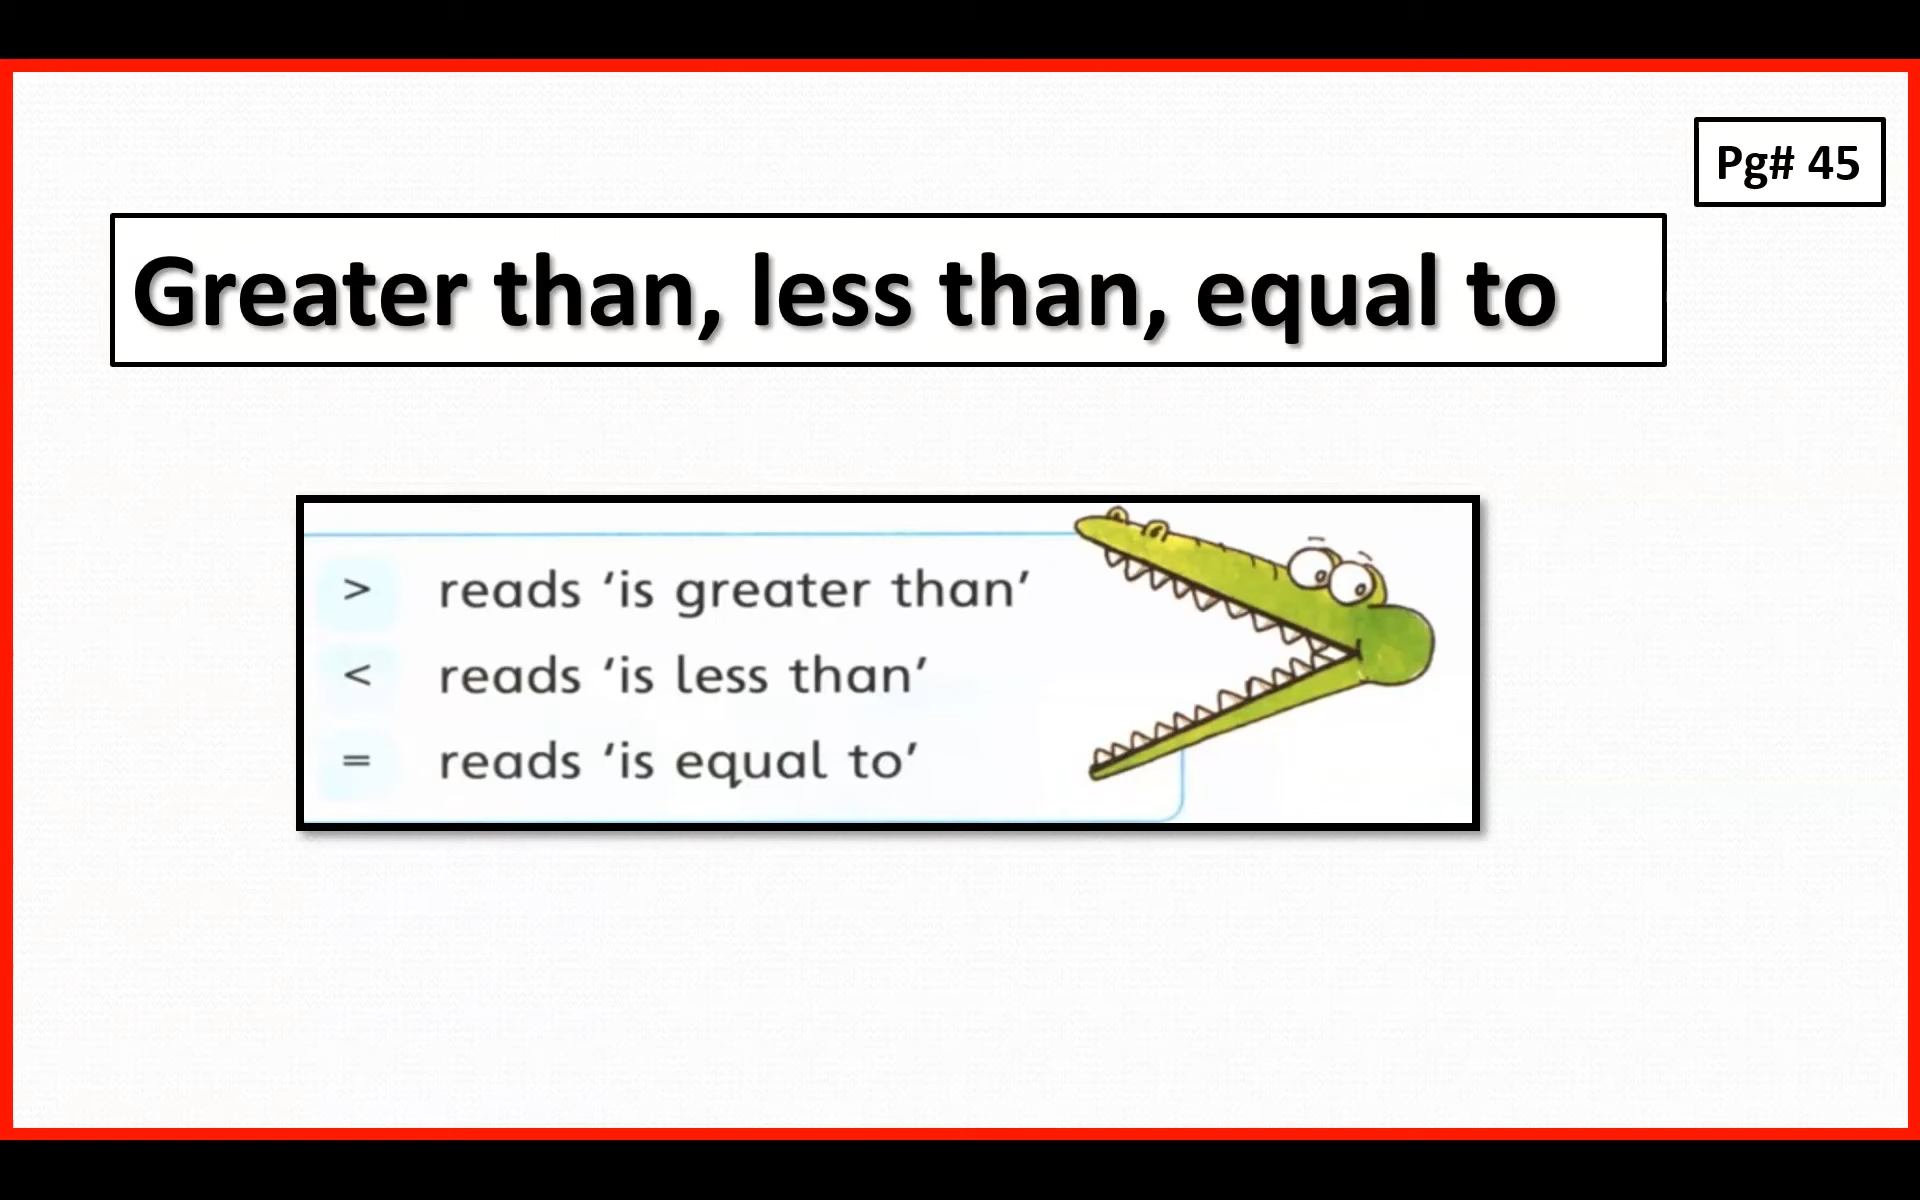 Pg# 45
Greater than, less than, equal to
> reads ‘is greater than’
< reads ‘is less than’
= reads ‘is equal to’